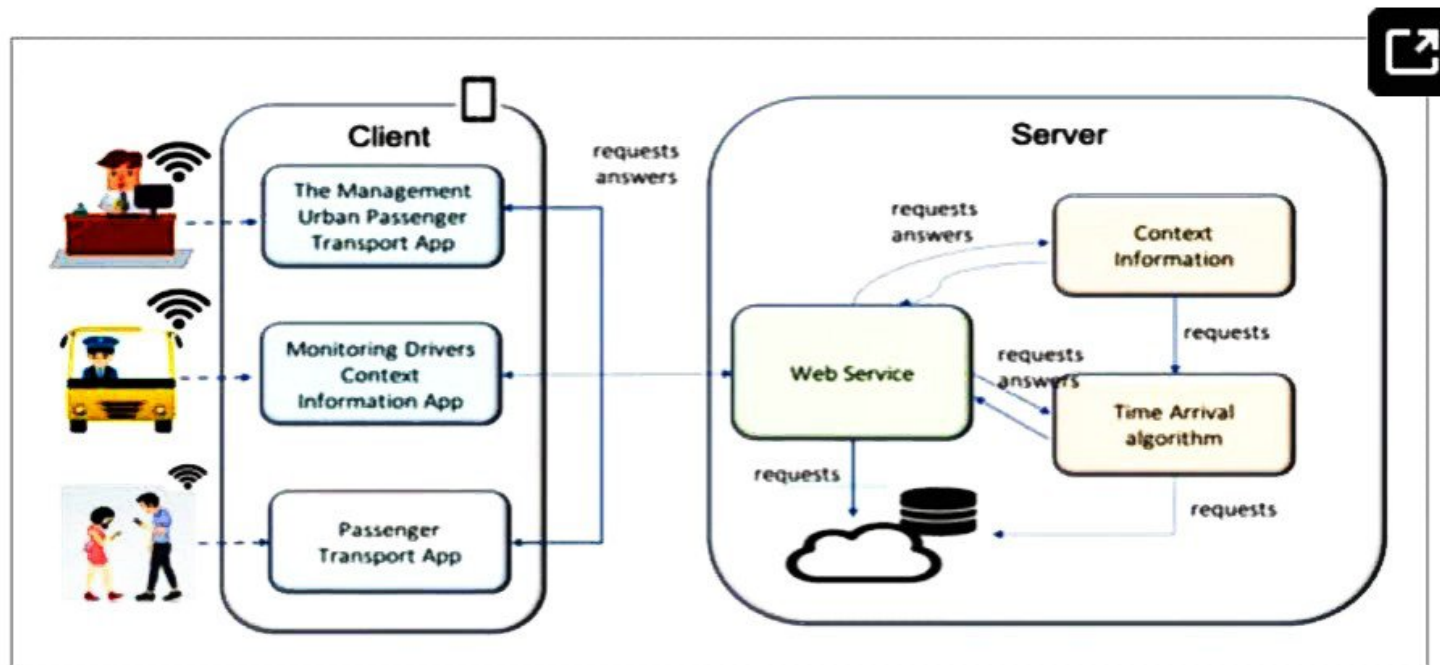 Client
The Management
Urban Passenger
Transport App
Monitoring Drivers
Context
Information App
Passenger
Transport App
requests
answers
Server
requests
answers
Context
Information
requests
Web Service
requests
answers
Time Arrival
algorithm
requests
requests